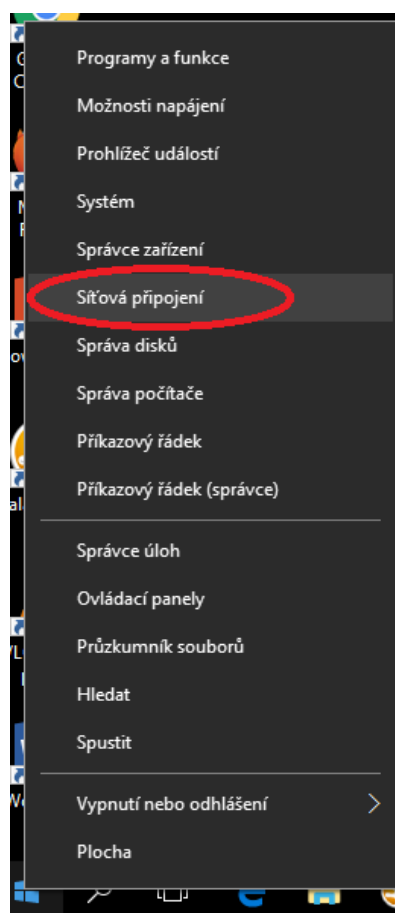 Programy a funkce
Možnosti napájení
Prohlížeč událostí
Systém
Správce zařízení
Síťová připojení
Správa disků
Správa počítače
Příkazový řádek
Příkazový řádek (správce)
Správce úloh
Ovládací panely
Průzkumník souborů
Hledat
Spustit
Vypnutí nebo odhlášení
Plocha